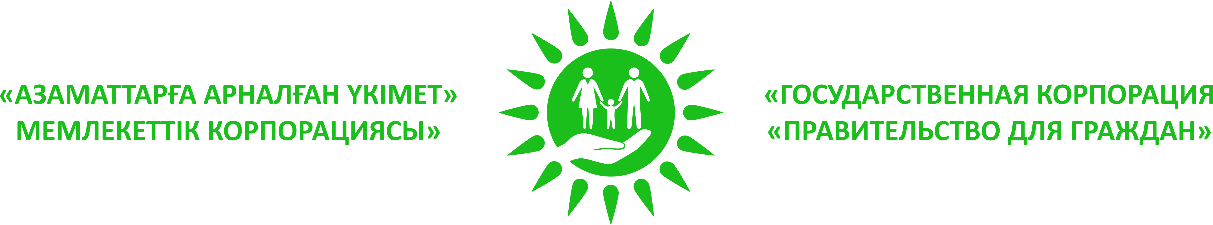 «АЗАМАТТАРҒА АРНАЛҒАН ҮКІМЕТ»
МЕМЛЕКЕТТІК КОРПОРАЦИЯСЫ»
«ГОСУДАРСТВЕННАЯ КОРПОРАЦИЯ
«ПРАВИТЕЛЬСТВО ДЛЯ ГРАЖДАН»